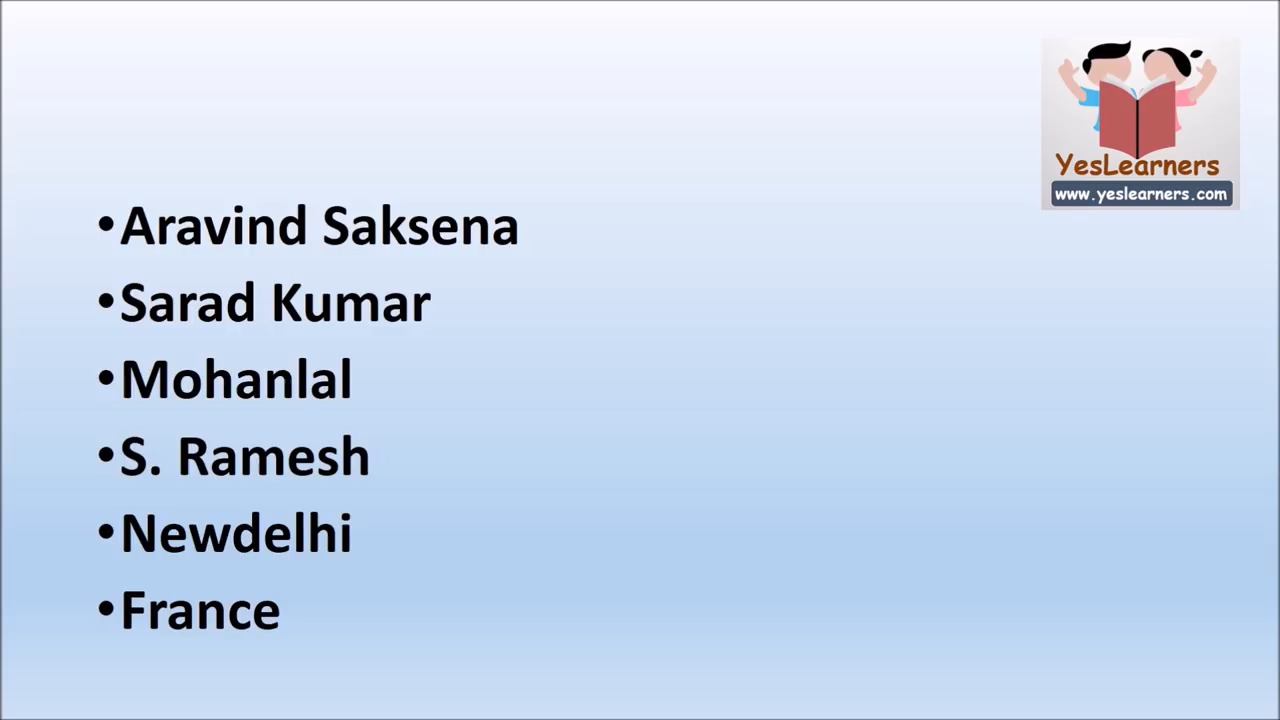 YesLearners
www.yeslearners.com
•Aravind Saksena
•Sarad Kumar
•Mohanlal
•S. Ramesh
•Newdelhi
•France